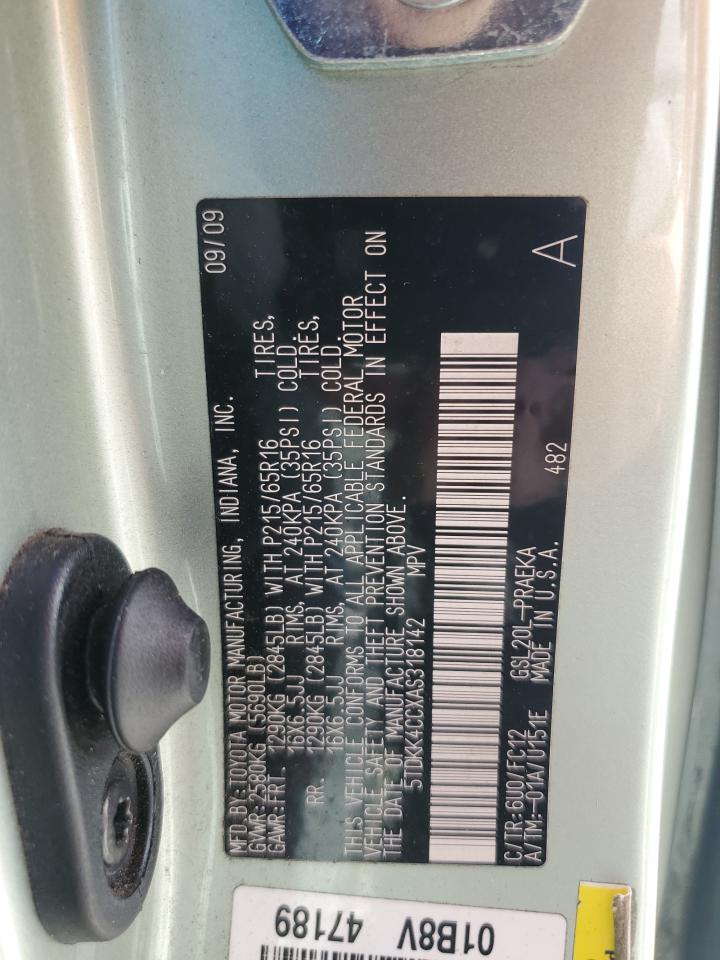 MFD.BY:TOYOTA MOTOR MANUFACTURING, INDIANA, INC. 09/09
GVWR:2580KG (5690LB)
GAWR:FRT. 1290KG (2845LB) WITH P215/65R16 TIRES,
16X6.5JJ RIMS, AT 240KPA (35PSI) COLD.
RR. 1290KG (2845LB) WITH P215/65R16 TIRES,
16X6.5JJ RIMS, AT 240KPA (35PSI) COLD.
THIS VEHICLE CONFORMS TO ALL APPLICABLE FEDERAL MOTOR
VEHICLE SAFETY AND THEFT PREVENTION STANDARDS IN EFFECT ON
THE DATE OF MANUFACTURE SHOWN ABOVE.
5TDKK4CCXAS318142 MPV
C/TR:6U0/FC12 GSL20L-PRAEKA 482 A
A/TM:-01A/U151E MADE IN U.S.A.
01B8V
47189